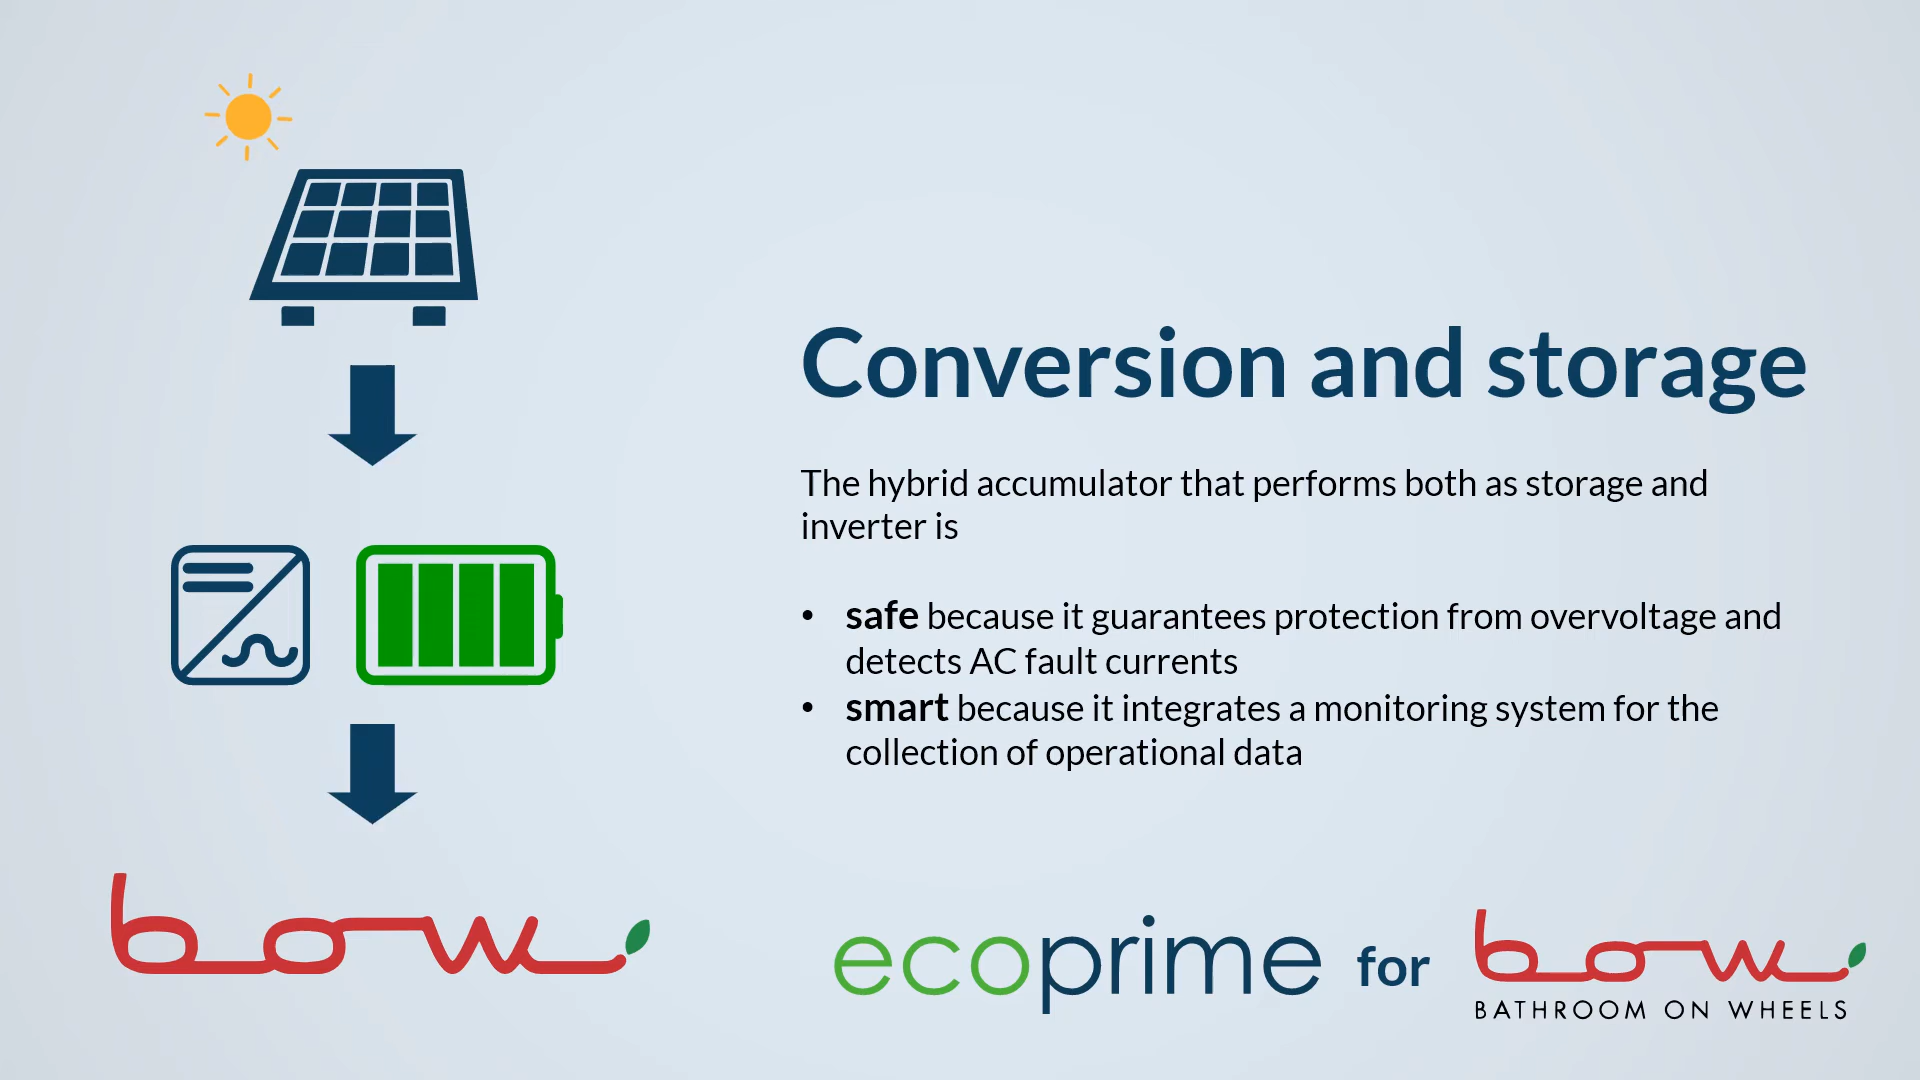 Conversion and storage
The hybrid accumulator that performs both as storage and
inverter is
• safe because it guarantees protection from overvoltage and
detects AC fault currents
• smart because it integrates a monitoring system for the
collection of operational data
bow
ecoprime for bow
BATHROOM ON WHEELS